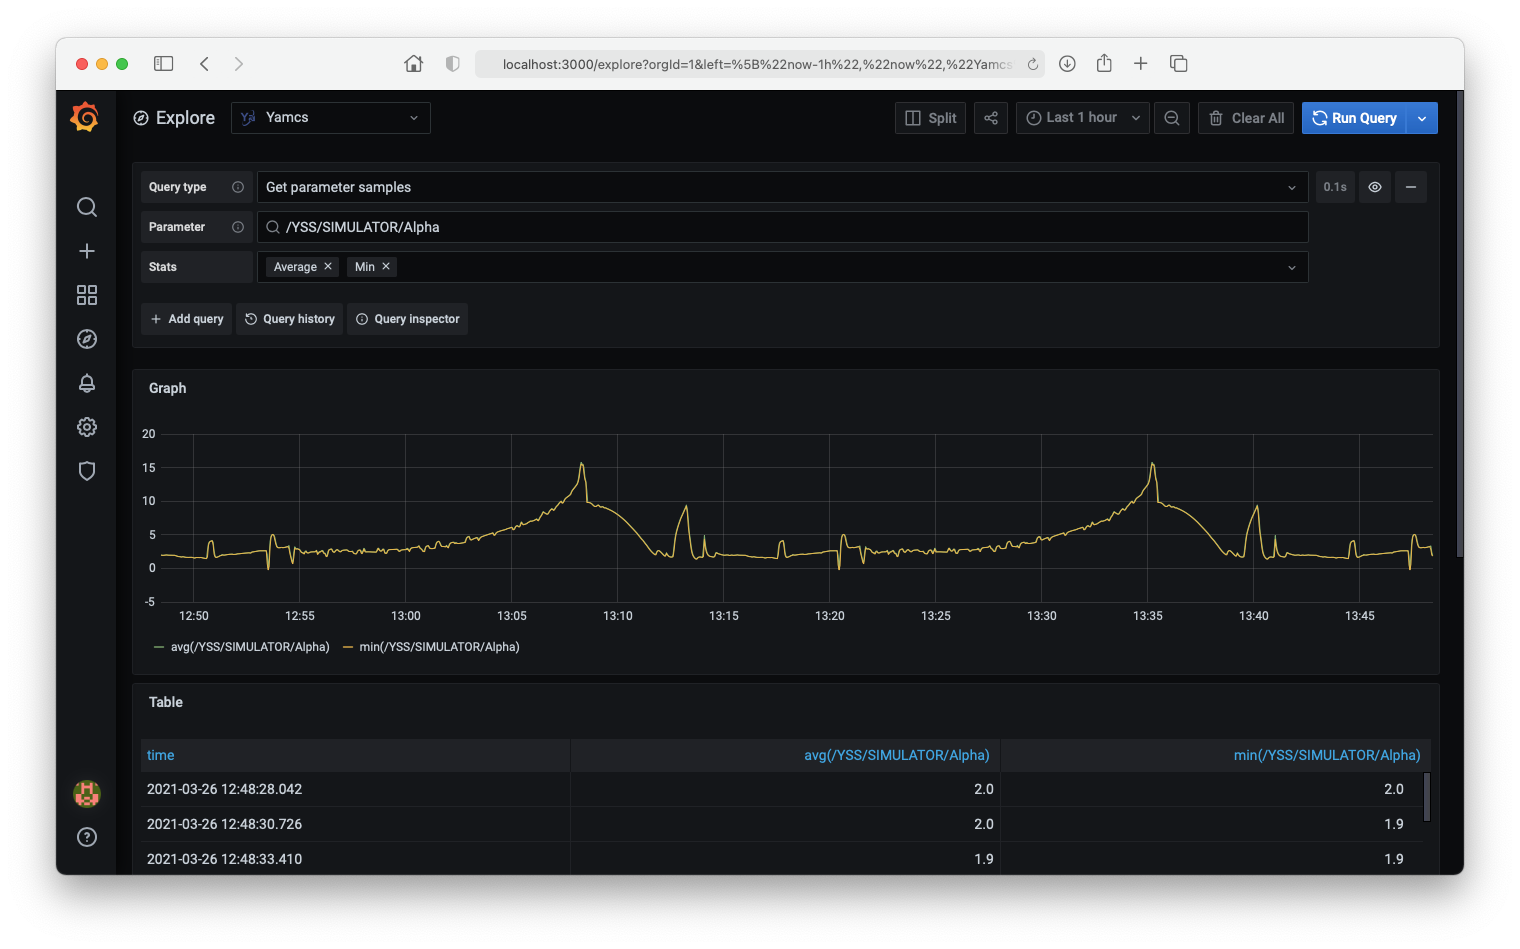 localhost:3000/explore?orgId=1&left=%5B%22now-1h%22,%22now%22,%22Yamcs
Explore
Yamcs
Split
Last 1 hour
Clear All
Run Query
Query type
Get parameter samples
0.1s
Parameter
/YSS/SIMULATOR/Alpha
Stats
Average ×
Min ×
+ Add query
Query history
Query inspector
Graph
20
15
10
5
0
-5
12:50 12:55 13:00 13:05 13:10 13:15 13:20 13:25 13:30 13:35 13:40 13:45
avg(/YSS/SIMULATOR/Alpha) min(/YSS/SIMULATOR/Alpha)
Table
time avg(/YSS/SIMULATOR/Alpha) min(/YSS/SIMULATOR/Alpha)
2021-03-26 12:48:28.042 2.0 2.0
2021-03-26 12:48:30.726 2.0 1.9
2021-03-26 12:48:33.410 1.9 1.9